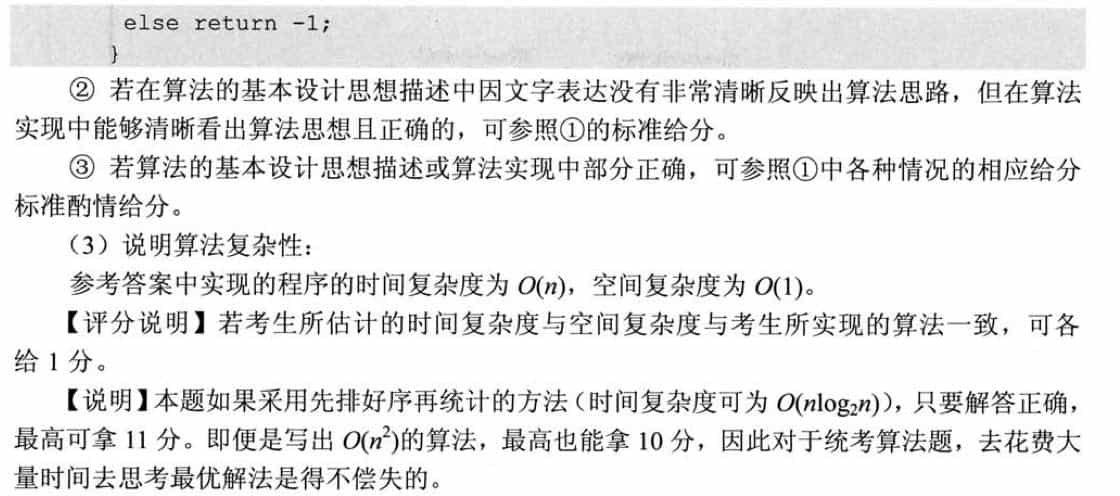 else return -1;
}
② 若在算法的基本设计思想描述中因文字表达没有非常清晰反映出算法思路，但在算法
实现中能够清晰看出算法思想且正确的，可参照①的标准给分。
③ 若算法的基本设计思想描述或算法实现中部分正确，可参照①中各种情况的相应给分
标准酌情给分。
（3）说明算法复杂性：
参考答案中实现的程序的时间复杂度为 O(n)，空间复杂度为 O(1)。
【评分说明】若考生所估计的时间复杂度与空间复杂度与考生所实现的算法一致，可各
给 1 分。
【说明】本题如果采用先排好序再统计的方法（时间复杂度可为 O(nlog₂n)），只要解答正确，
最高可拿 11 分。即便是写出 O(n²)的算法，最高也能拿 10 分，因此对于统考算法题，去花费大
量时间去思考最优解法是得不偿失的。